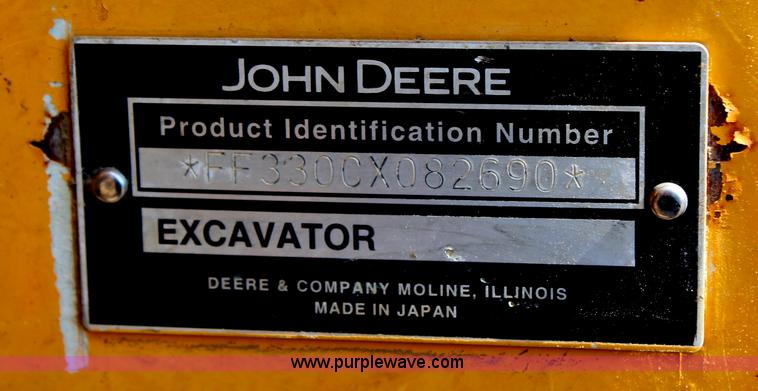 JOHN DEERE
Product Identification Number
*FF330CX082690*
EXCAVATOR
DEERE & COMPANY MOLINE, ILLINOIS
MADE IN JAPAN
www.purplewave.com